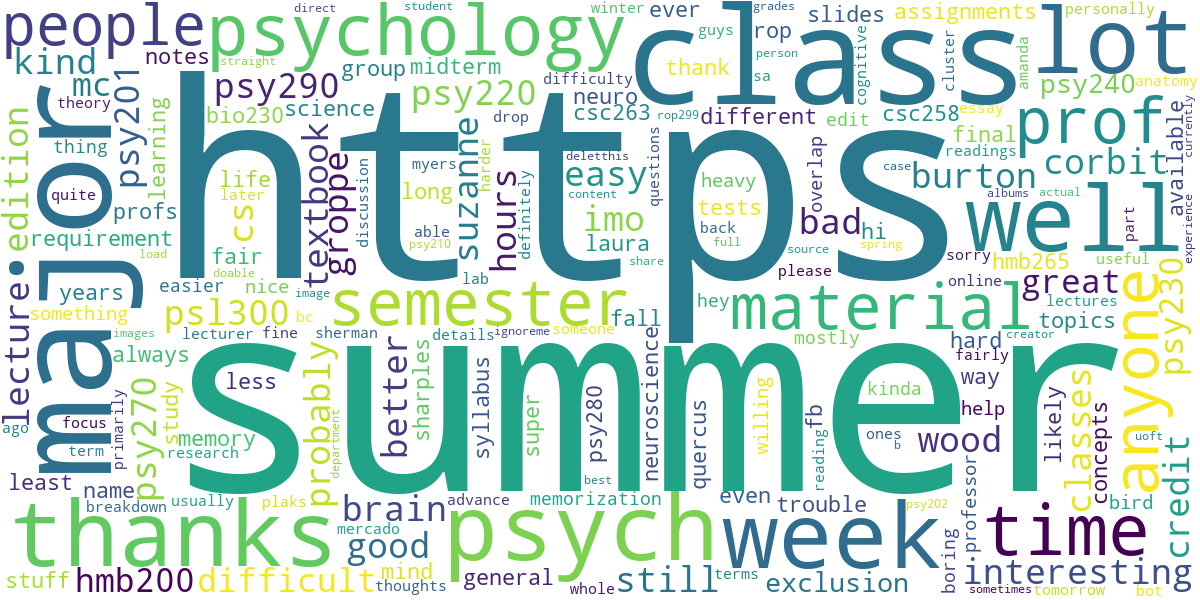 https
summer
class
major
psychology
people
lot
well
prof
semester
material
thanks
psych
week
time
anyone
kind
notes
mc
psy201
theory
thing
learning
edition
quite
profs
requirement
lecture
years
something
direct
student
winter
straight
group
midterm
psy290
psy220
science
bio230
ever
guys
rop
slides
assignments
personally
grades
person
sa
thank
cognitive
cluster
amanda
psy240
anatomy
difficulty
neuro
csc263
drop
rop299
different
edit
csc258
essay
final
readings
currently
experience
available
corbit
burton
life
later
cs
fair
doable
nice
easier
textbook
groppe
discussion
myers
long
able
psy210
lab
suzanne
harder
hours
definitely
deletthis
easy
content
imo
laura
share
questions
heavy
tests
back
full
source
please
overlap
bad
hi
case
spring
albums
actual
part
useful
sorry
hmb265
online
great
lectures
psy230
load
images
image
psl300
bc
lecturer
fine
sherman
details
ignoreme
someone
fall
hey
mostly
topics
hard
creator
fairly
way
always
less
better
sharples
syllabus
super
psy280
neuroscience
quercus
willing
fb
reading
kinda
ones
b
help
likely
concepts
classes
uoft
credit
ago
focus
term
primarily
psy270
study
memory
research
probably
department
best
wood
least
name
breakdown
usually
plaks
brain
mercado
good
advance
memorization
even
trouble
psy202
professor
bird
stuff
hmb200
difficult
mind
thoughts
general
whole
still
terms
exclusion
boring
interesting
sometimes
tomorrow
bot